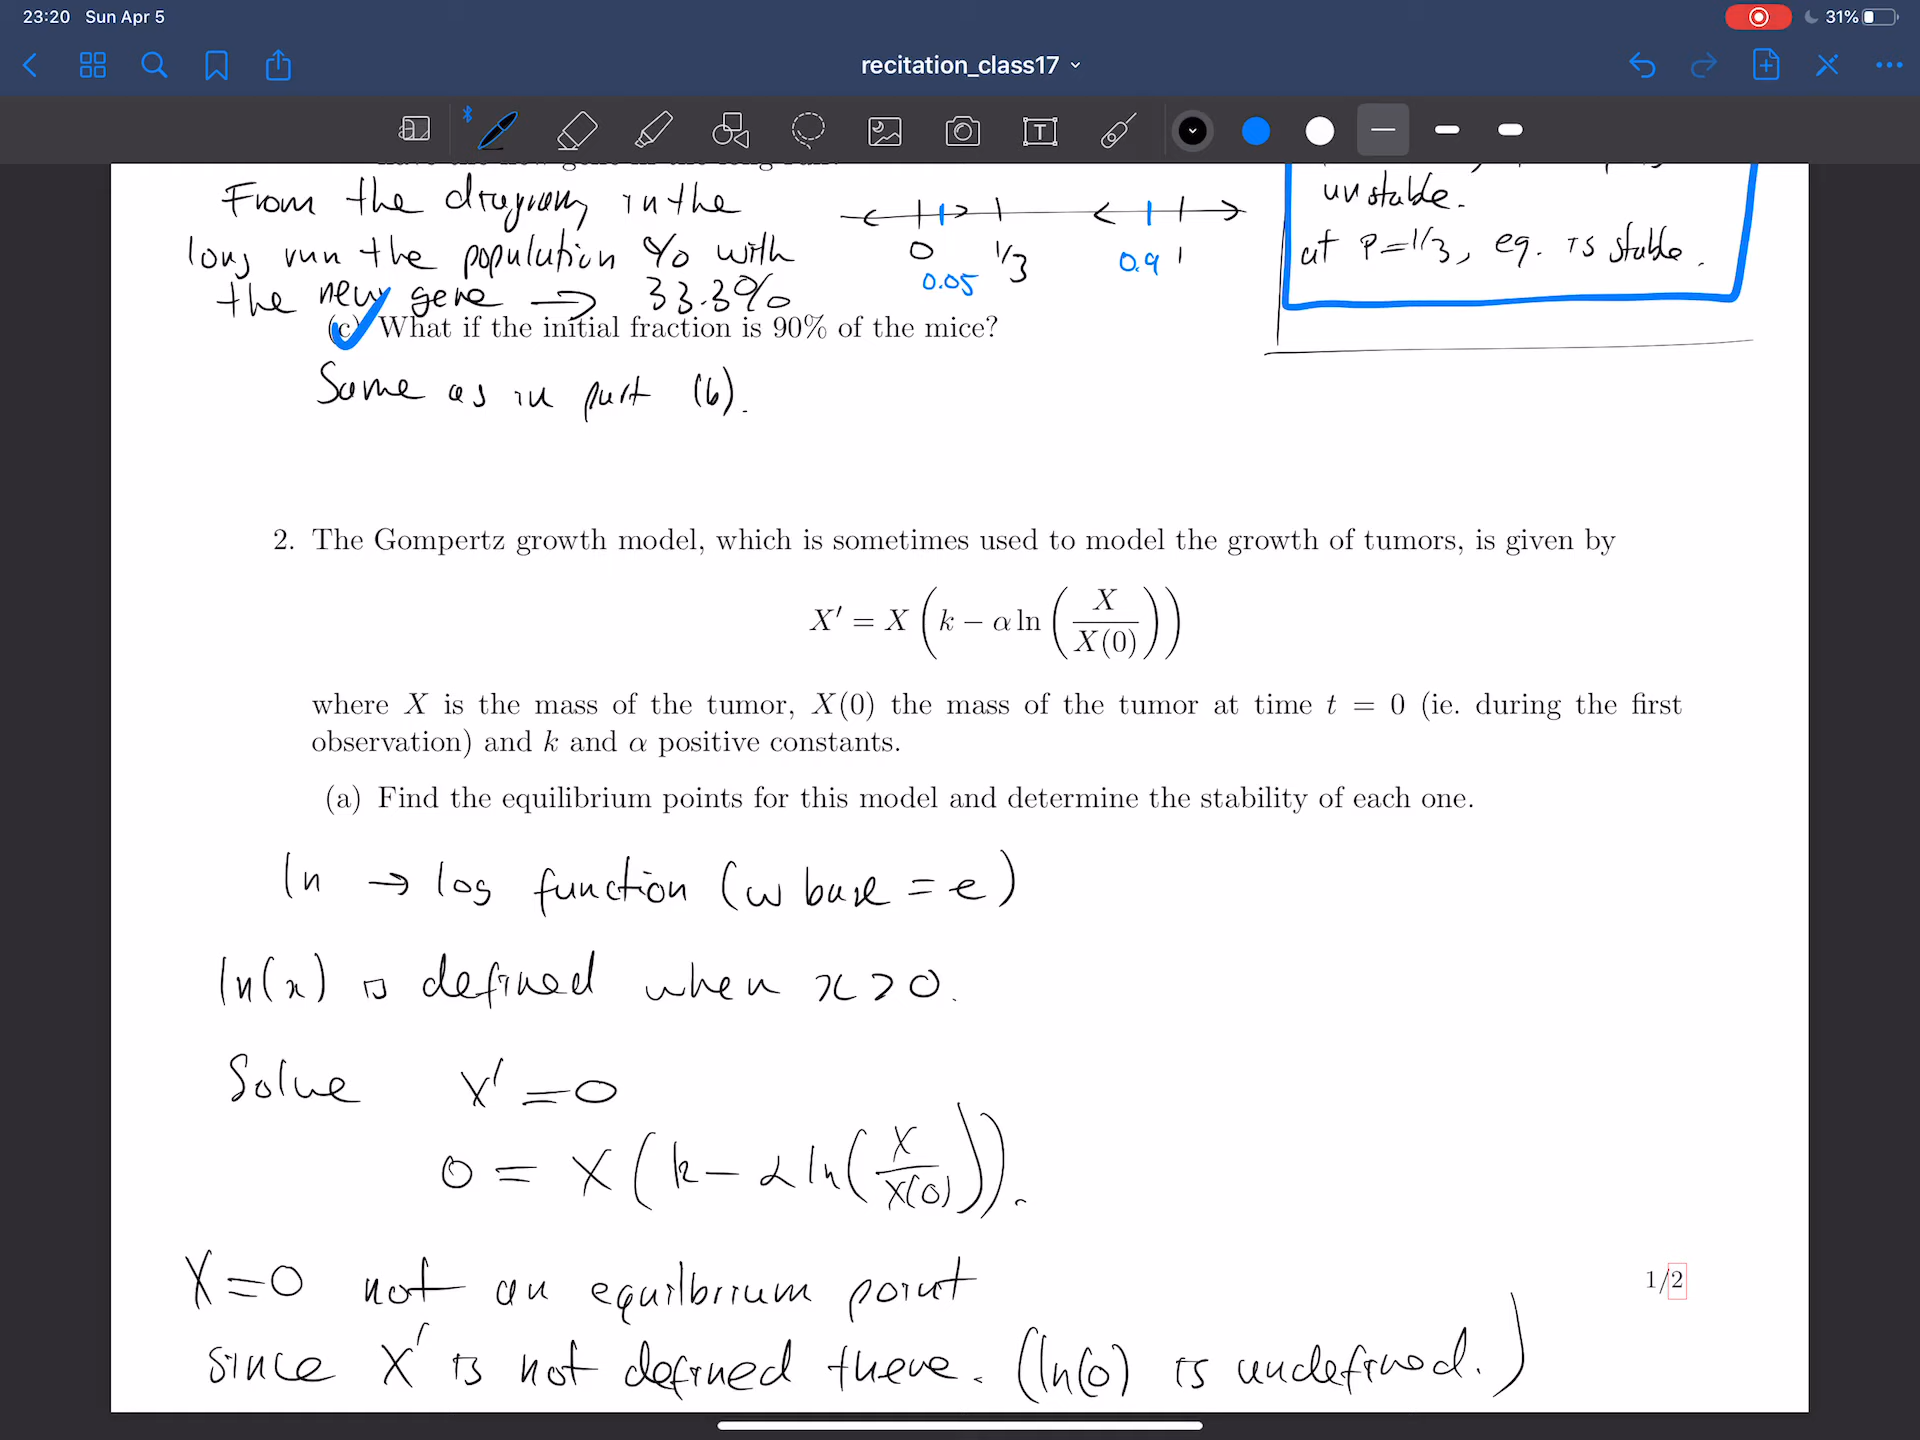 23:20 Sun Apr 5
31%
recitation_class17
From the diagram, in the
long run the population % with
the new gene → 33.3%
0 1/3 1
0.05 0.9
unstable.
at P=1/3, eq. is stable.
(c) What if the initial fraction is 90% of the mice?
Same as in part (b).
2. The Gompertz growth model, which is sometimes used to model the growth of tumors, is given by
X′ = X (k − α ln (X / X(0)))
where X is the mass of the tumor, X(0) the mass of the tumor at time t = 0 (ie. during the first
observation) and k and α positive constants.
(a) Find the equilibrium points for this model and determine the stability of each one.
ln → log function (w base = e)
ln(x) is defined when x > 0.
Solve X′ = 0
0 = X (k − α ln(X / X(0))).
X = 0 not an equilbrium point
1/2
since X′ is not defined there. (ln(0) is undefined.)